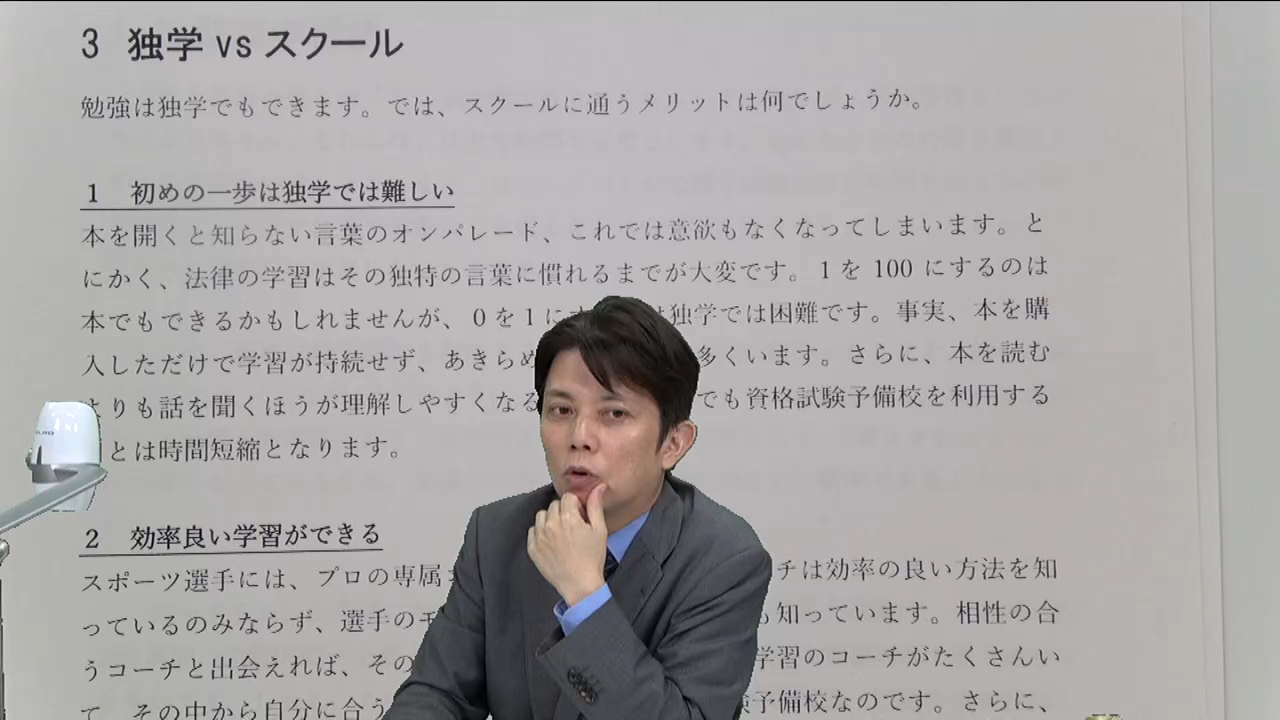 3 独学 vs スクール
勉強は独学でもできます。では、スクールに通うメリットは何でしょうか。
1 初めの一歩は独学では難しい
本を開くと知らない言葉のオンパレード、これでは意欲もなくなってしまいます。と
にかく、法律の学習はその独特の言葉に慣れるまでが大変です。1を 100 にするのは
本でもできるかもしれませんが、0を1にす は独学では困難です。事実、本を購
入しただけで学習が持続せず、あきらめ 多くいます。さらに、本を読む
よりも話を聞くほうが理解しやすくなる でも資格試験予備校を利用する
とは時間短縮となります。
2 効率良い学習ができる
スポーツ選手には、プロの専属 チは効率の良い方法を知
っているのみならず、選手のモ も知っています。相性の合
うコーチと出会えれば、その 学習のコーチがたくさんい
て、その中から自分に合う 験予備校なのです。さらに、